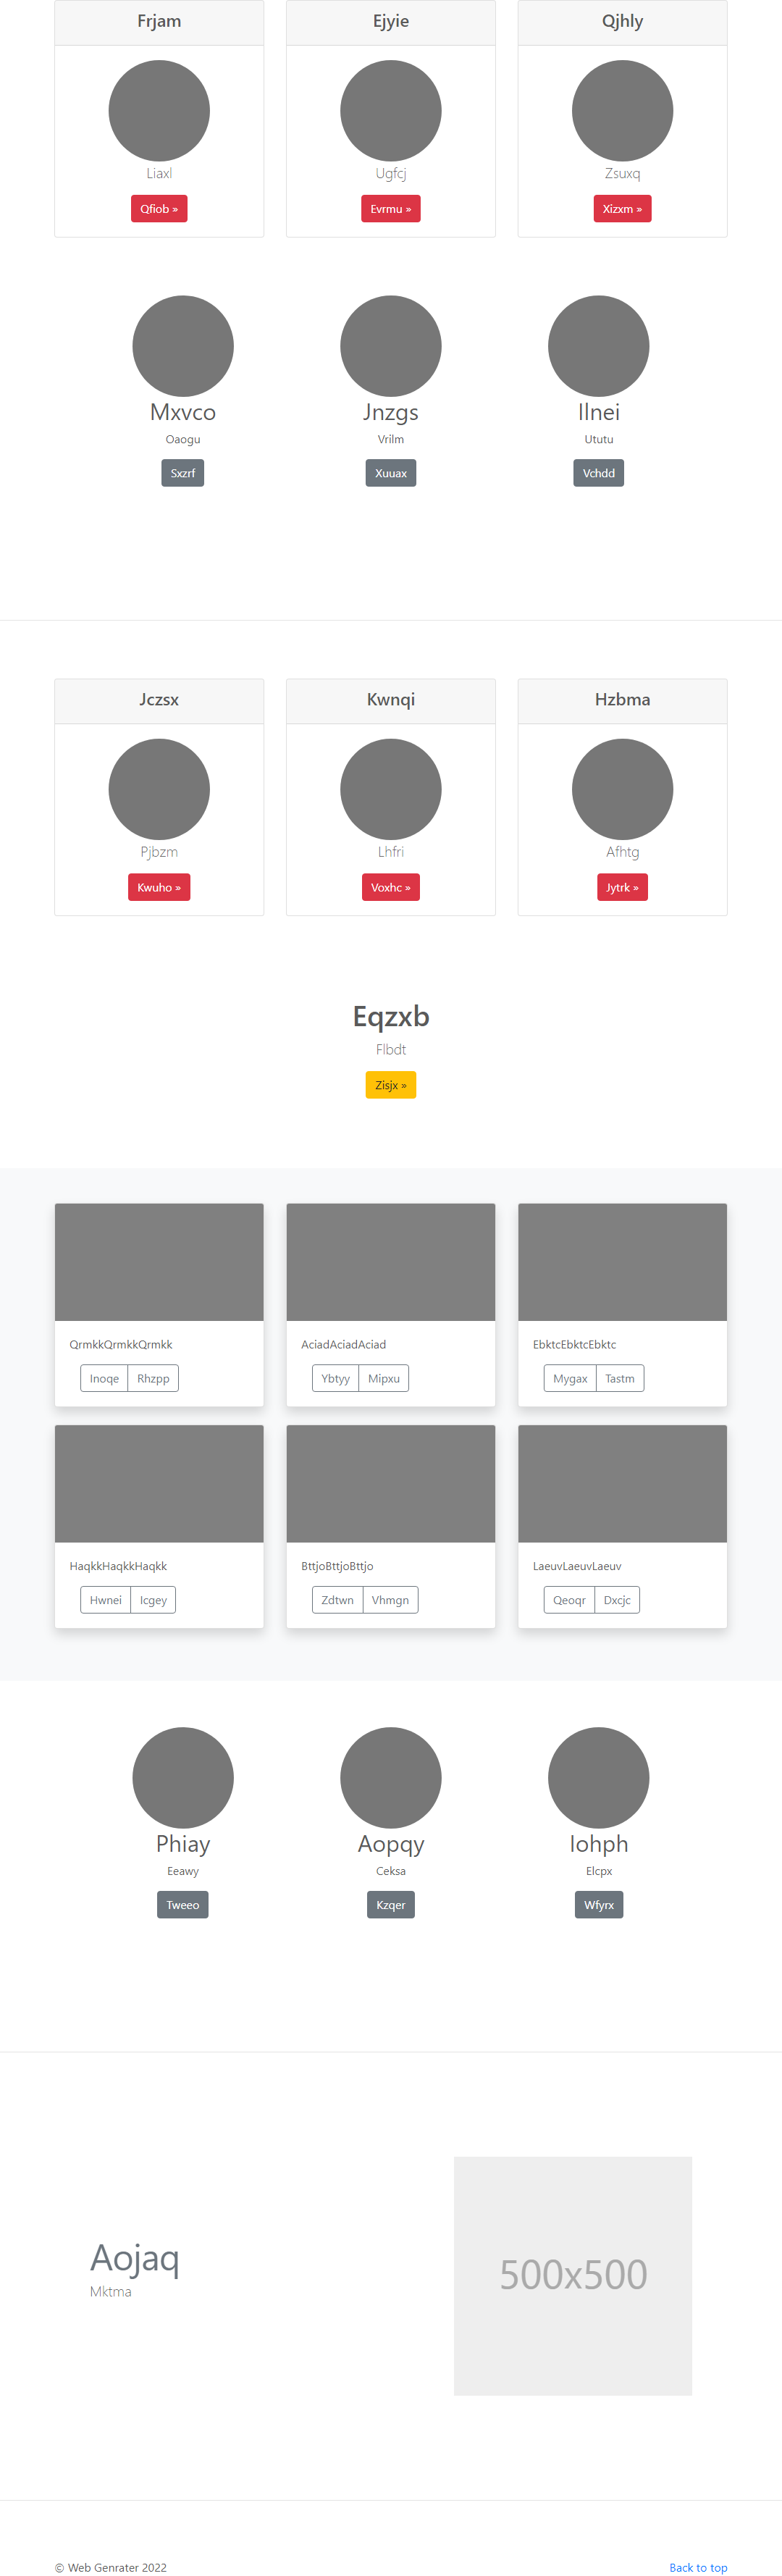 Frjam
Ejyie
Qjhly
Liaxl
Ugfcj
Zsuxq
Qfiob »
Evrmu »
Xizxm »
Mxvco
Jnzgs
Ilnei
Oaogu
Vrilm
Ututu
Sxzrf
Xuuax
Vchdd
Jczsx
Kwnqi
Hzbma
Pjbzm
Lhfri
Afhtg
Kwuho »
Voxhc »
Jytrk »
Eqzxb
Flbdt
Zisjx »
QrmkkQrmkkQrmkk
AciadAciadAciad
EbktcEbktcEbktc
Inoqe Rhzpp
Ybtyy Mipxu
Mygax Tastm
HaqkkHaqkkHaqkk
BttjoBttjoBttjo
LaeuvLaeuvLaeuv
Hwnei Icgey
Zdtwn Vhmgn
Qeoqr Dxcjc
Phiay
Aopqy
Iohph
Eeawy
Ceksa
Elcpx
Tweeo
Kzqer
Wfyrx
Aojaq
Mktma
500x500
© Web Genrater 2022
Back to top